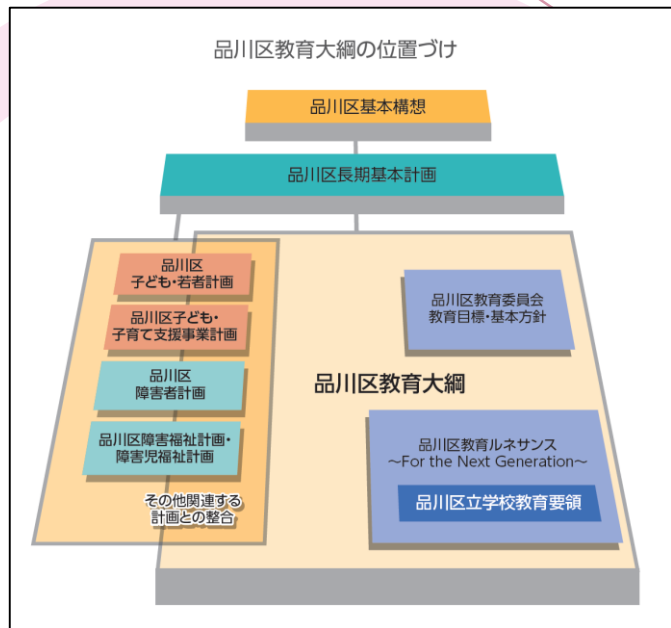 品川区教育大綱の位置づけ
品川区基本構想
品川区長期基本計画
品川区
子ども・若者計画
品川区子ども・
子育て支援事業計画
品川区
障害者計画
品川区障害福祉計画・
障害児福祉計画
その他関連する
計画との整合
品川区教育委員会
教育目標・基本方針
品川区教育大綱
品川区教育ルネサンス
～For the Next Generation～
品川区立学校教育要領